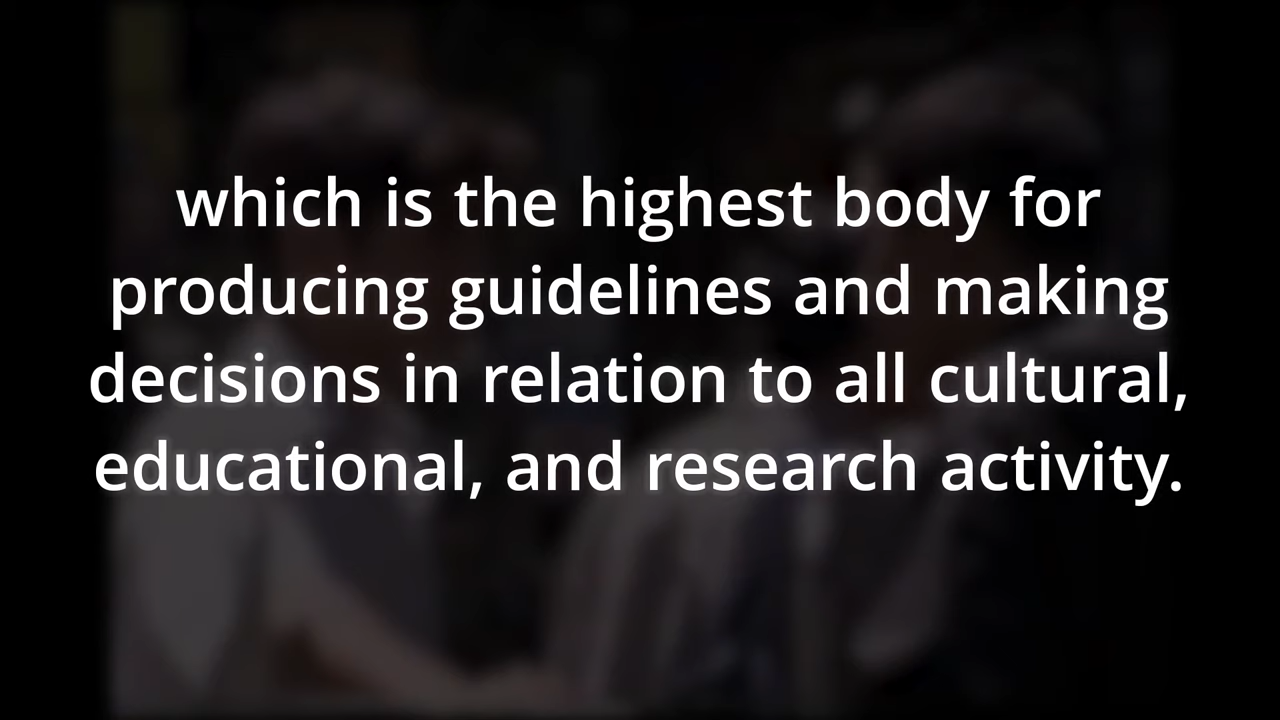 which is the highest body for
producing guidelines and making
decisions in relation to all cultural,
educational, and research activity.